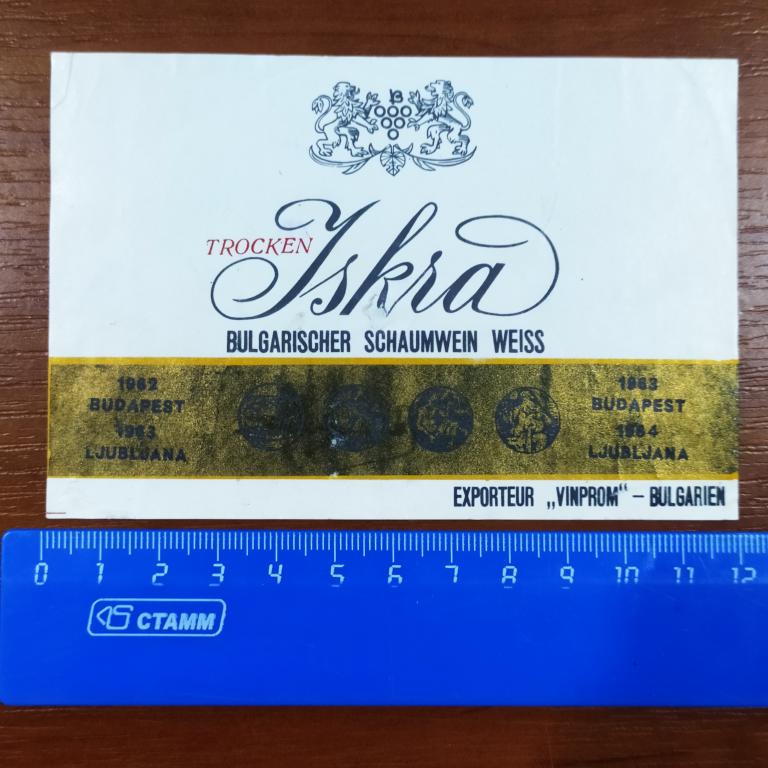 B
TROCKEN Iskra
BULGARISCHER SCHAUMWEIN WEISS
1962
BUDAPEST
1963
LJUBLJANA
1963
BUDAPEST
1964
LJUBLJANA
EXPORTEUR „VINPROM“ – BULGARIEN
0 1 2 3 4 5 6 7 8 9 10 11 12
СТАММ